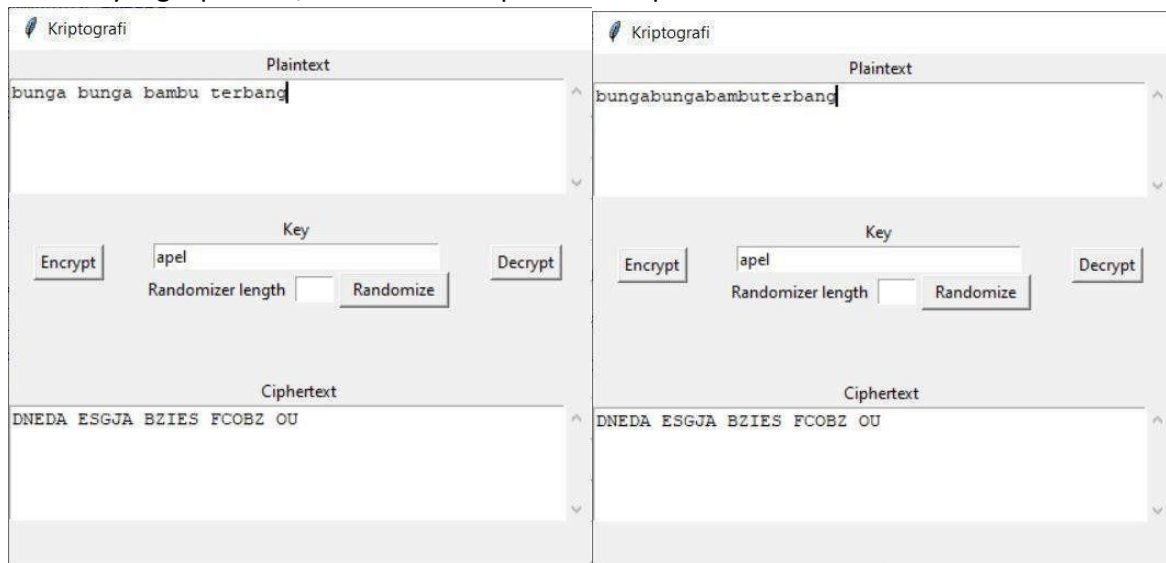 Kriptografi
Plaintext
bunga bunga bambu terbang
Key
Encrypt
apel
Decrypt
Randomizer length
Randomize
Ciphertext
DNEDA ESGJA BZIES FCOBZ OU
Kriptografi
Plaintext
bungabungabambuterbang
Key
Encrypt
apel
Decrypt
Randomizer length
Randomize
Ciphertext
DNEDA ESGJA BZIES FCOBZ OU